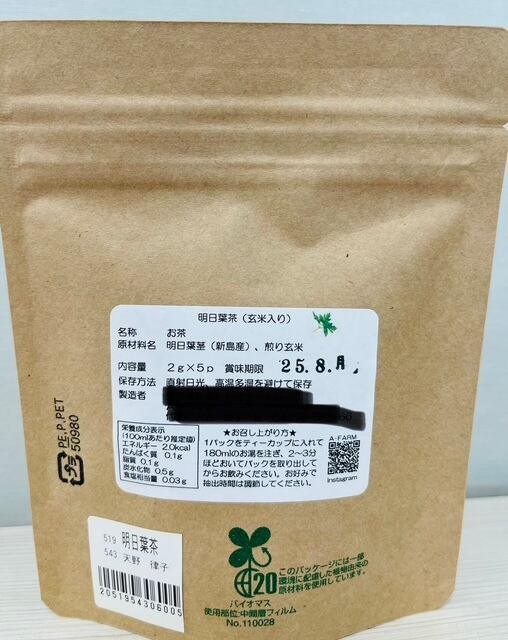 明日葉茶（玄米入り）
名称 お茶
原材料名 明日葉茎（新島産）、煎り玄米
内容量 2g×5p 賞味期限 25.8.月
保存方法 直射日光、高温多湿を避けて保存
製造者
栄養成分表示
(100mlあたり推定値)
エネルギー 2.0kcal
たんぱく質 0.1g
脂質 0.1g
炭水化物 0.5g
食塩相当量 0.03g
★お召し上がり方★
1パックをティーカップに入れて
180mlのお湯を注ぎ、2～3分
ほどおいてパックを取り出して
からお飲みください。お好みで
抽出時間は調節してください。
A-FARM
Instagram
PE,P,PET
50980
プラ
519 明日葉茶
543 天野 律子
2051954306005
20
バイオマス
このパッケージには一部
環境に配慮した植物由来の
原材料を使用しています。
使用部位:中間層フィルム
No.110028